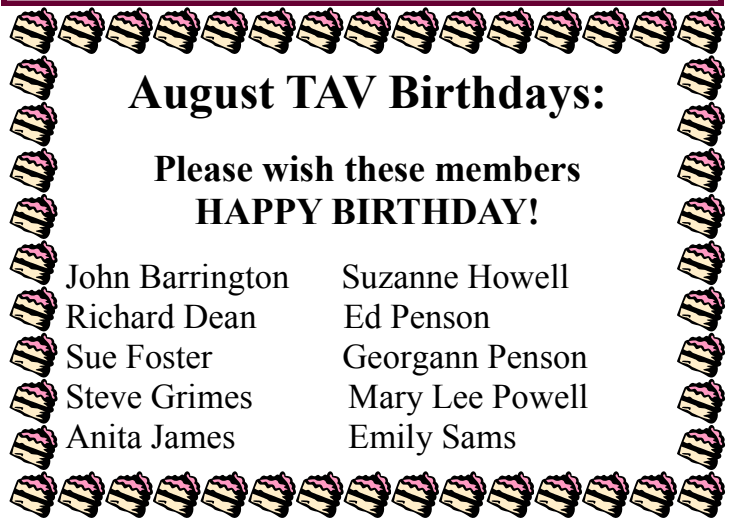 August TAV Birthdays:
Please wish these members
HAPPY BIRTHDAY!
John Barrington Suzanne Howell
Richard Dean Ed Penson
Sue Foster Georgann Penson
Steve Grimes Mary Lee Powell
Anita James Emily Sams